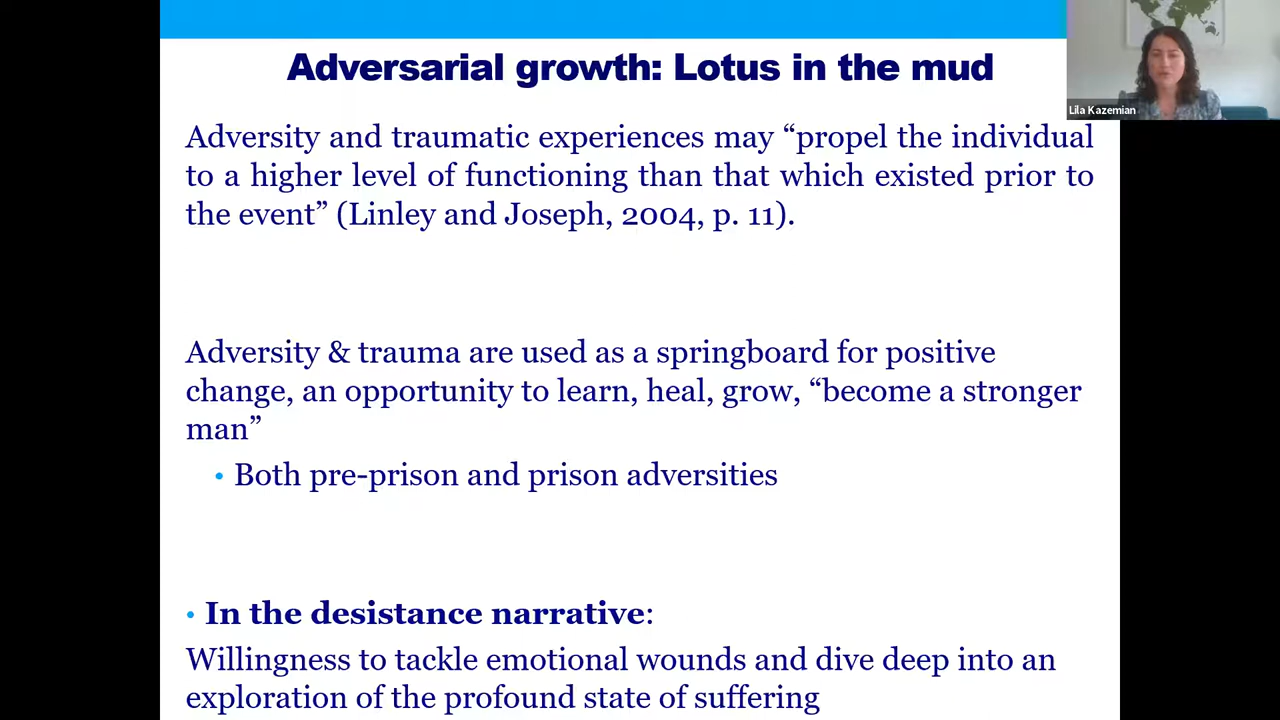 Adversarial growth: Lotus in the mud
Lila Kazemian
Adversity and traumatic experiences may “propel the individual
to a higher level of functioning than that which existed prior to
the event” (Linley and Joseph, 2004, p. 11).
Adversity & trauma are used as a springboard for positive
change, an opportunity to learn, heal, grow, “become a stronger
man”
• Both pre-prison and prison adversities
• In the desistance narrative:
Willingness to tackle emotional wounds and dive deep into an
exploration of the profound state of suffering